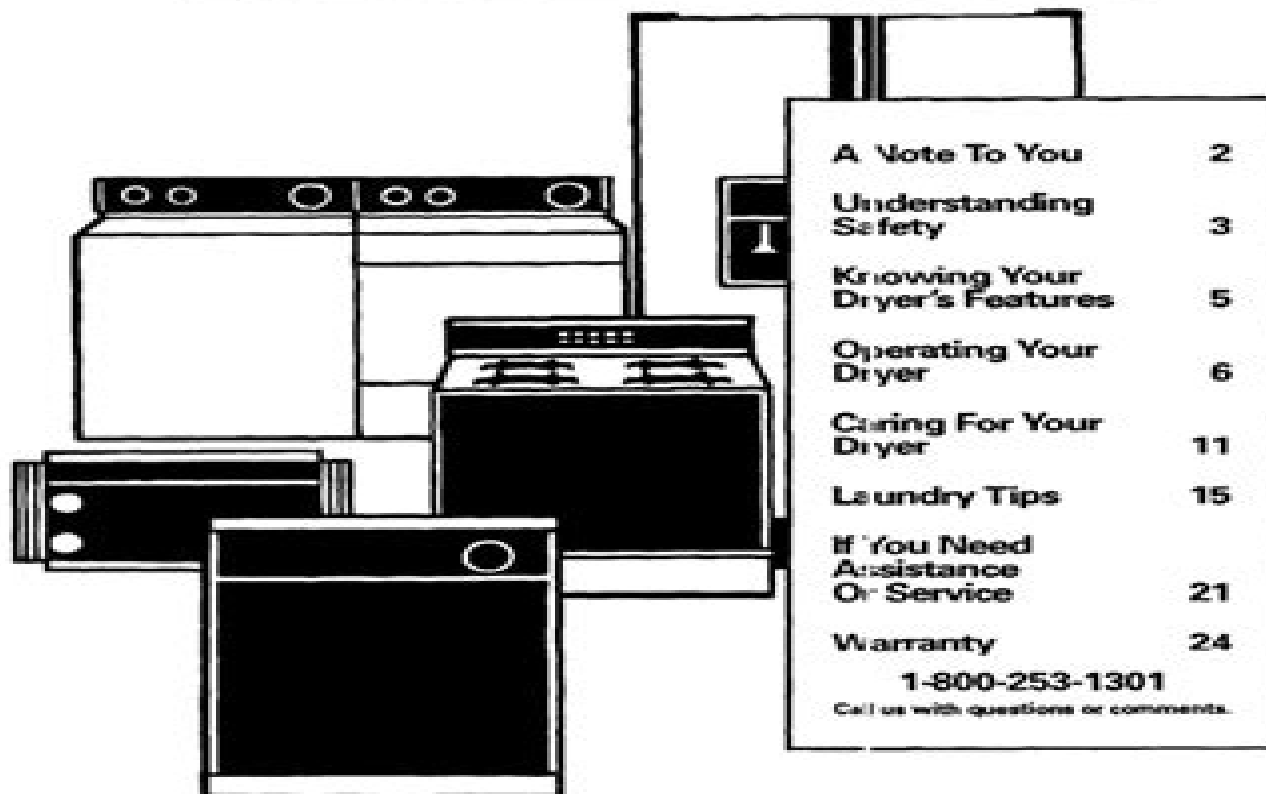 A Note To You 2
Understanding
Safety 3
Knowing Your
Dryer's Features 5
Operating Your
Dryer 6
Caring For Your
Dryer 11
Laundry Tips 15
If You Need
Assistance
Or Service 21
Warranty 24
1-800-253-1301
Call us with questions or comments.